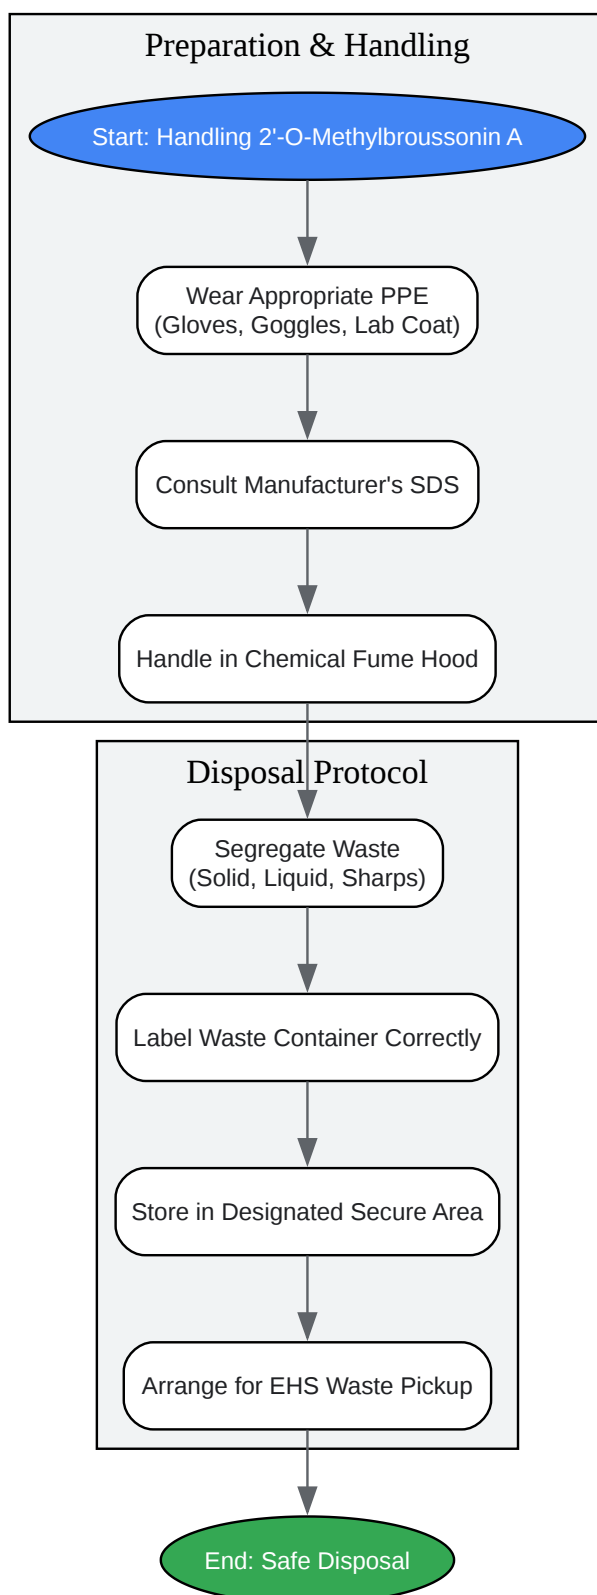 Preparation & Handling
Start: Handling 2'-O-Methylbroussonin A
Wear Appropriate PPE
(Gloves, Goggles, Lab Coat)
Consult Manufacturer's SDS
Handle in Chemical Fume Hood
Disposal Protocol
Segregate Waste
(Solid, Liquid, Sharps)
Label Waste Container Correctly
Store in Designated Secure Area
Arrange for EHS Waste Pickup
End: Safe Disposal